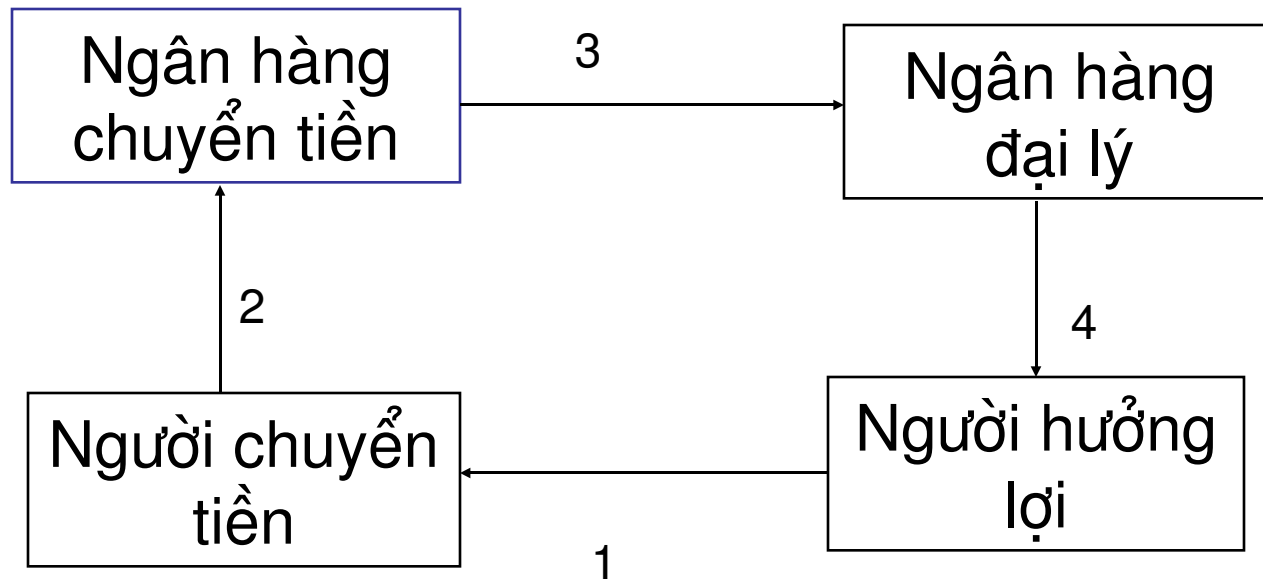 Ngân hàng
chuyển tiền
3
Ngân hàng
đại lý
2
4
Người chuyển
tiền
Người hưởng
lợi
1